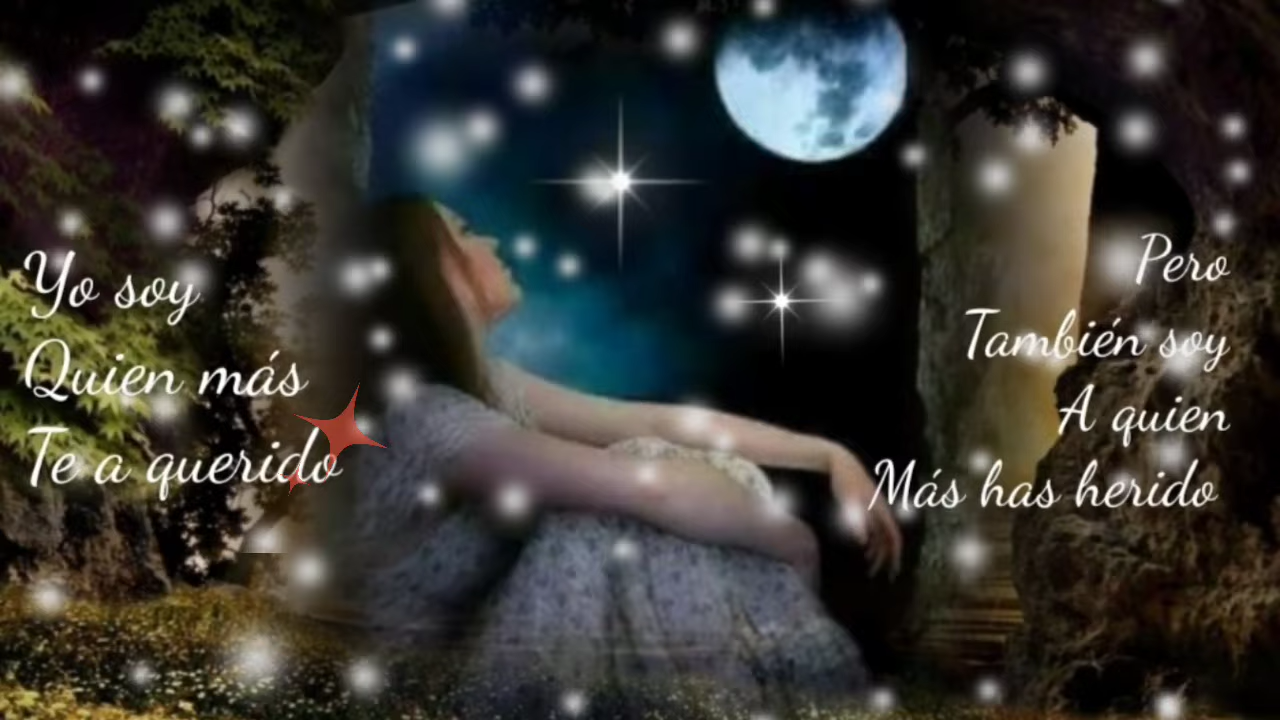 Yo soy
Quien más
Te a querido
Pero
También soy
A quien
Más has herido